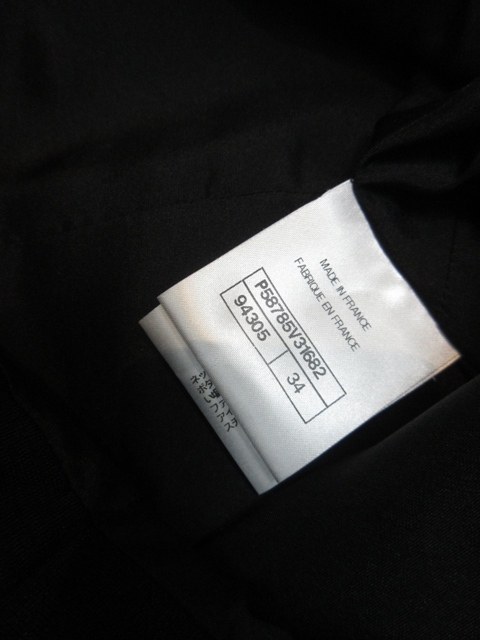 MADE IN FRANCE
FABRIQUE EN FRANCE
P58785V31682
94305
34